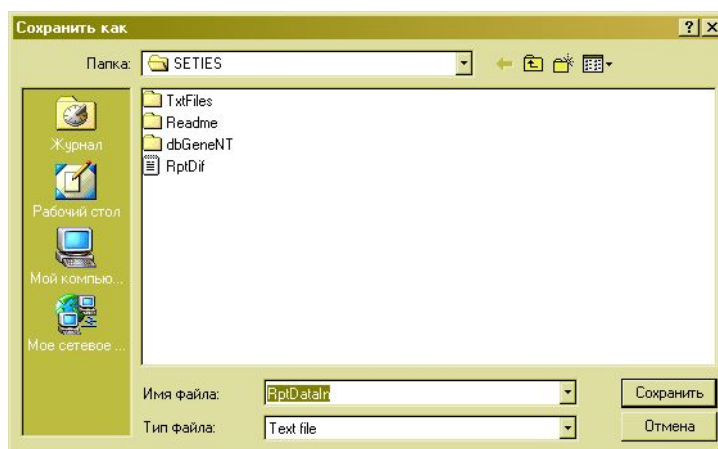 Сохранить как
Папка: SETIES
TxtFiles
Readme
dbGeneNT
RptDif
Журнал
Рабочий стол
Мой компью...
Мое сетевое ...
Имя файла: RptDataIn Сохранить
Тип файла: Text file Отмена